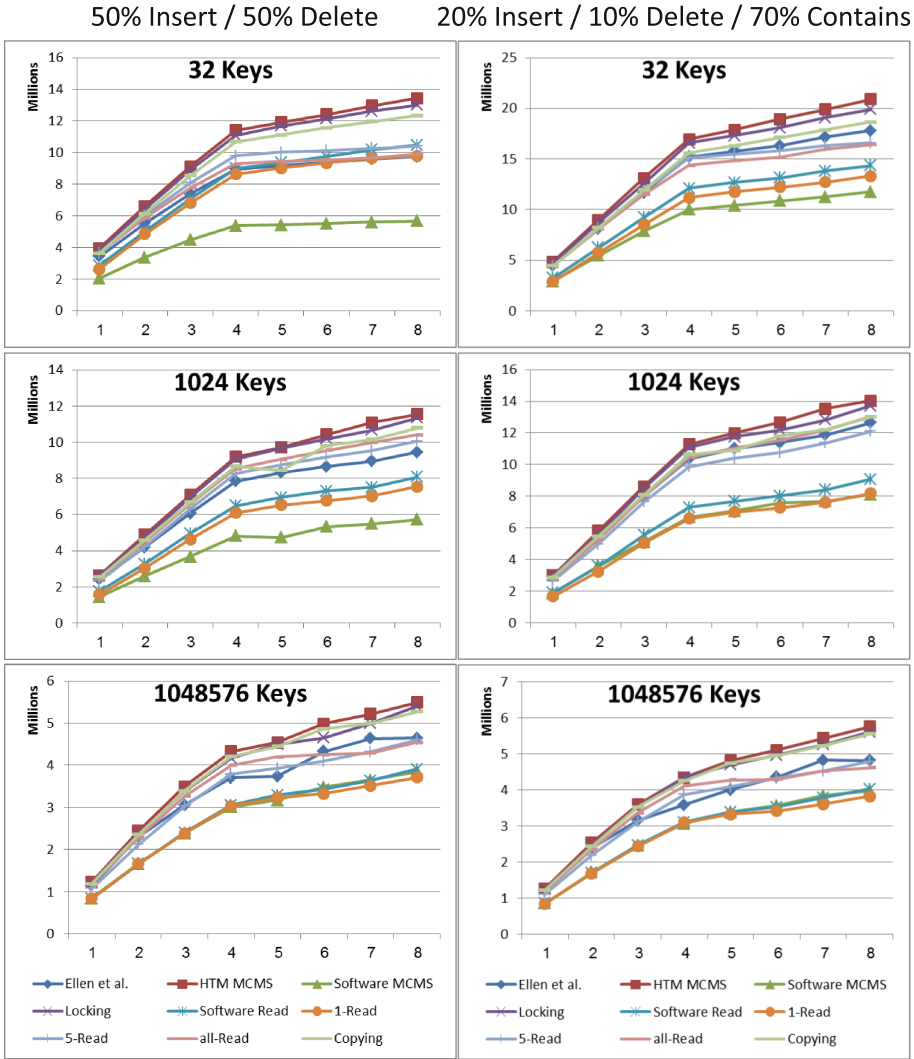 50% Insert / 50% Delete
20% Insert / 10% Delete / 70% Contains
32 Keys
Millions
16
14
12
10
8
6
4
2
0
1 2 3 4 5 6 7 8
32 Keys
Millions
25
20
15
10
5
0
1 2 3 4 5 6 7 8
1024 Keys
Millions
14
12
10
8
6
4
2
0
1 2 3 4 5 6 7 8
1024 Keys
Millions
16
14
12
10
8
6
4
2
0
1 2 3 4 5 6 7 8
1048576 Keys
Millions
6
5
4
3
2
1
0
1 2 3 4 5 6 7 8
Ellen et al. HTM MCMS Software MCMS
Locking Software Read 1-Read
5-Read all-Read Copying
1048576 Keys
Millions
7
6
5
4
3
2
1
0
1 2 3 4 5 6 7 8
Ellen et al. HTM MCMS Software MCMS
Locking Software Read 1-Read
5-Read all-Read Copying